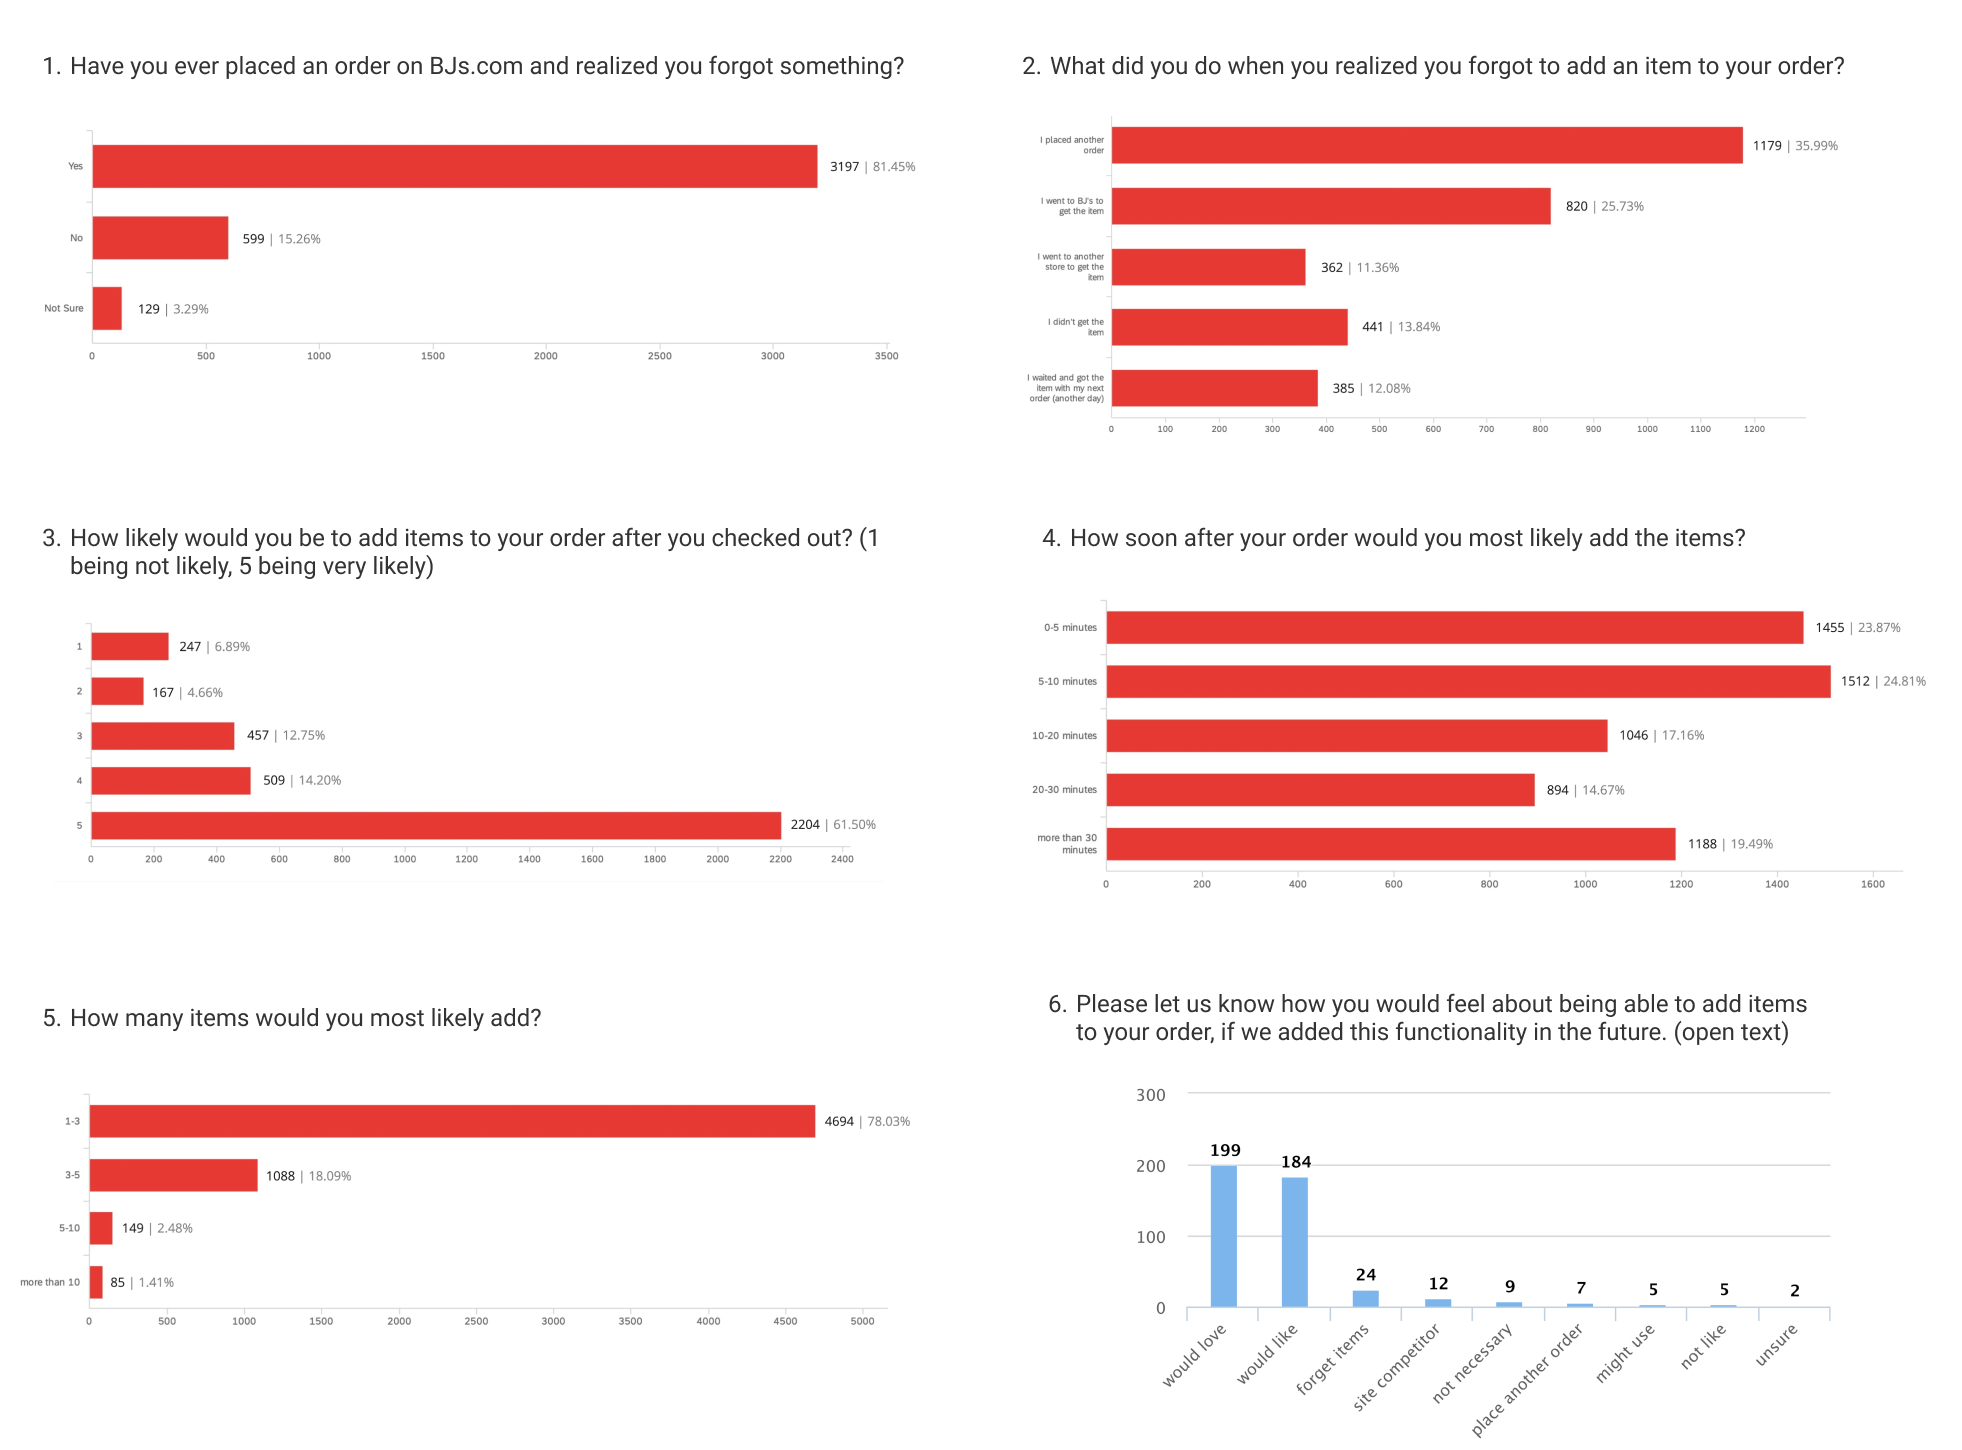 1. Have you ever placed an order on BJs.com and realized you forgot something?
Yes
3197 | 81.45%
No
599 | 15.26%
Not Sure
129 | 3.29%
0 500 1000 1500 2000 2500 3000 3500
2. What did you do when you realized you forgot to add an item to your order?
I placed another
order
1179 | 35.99%
I went to BJ's to
get the item
820 | 25.73%
I went to another
store to get the
item
362 | 11.36%
I didn't get the
item
441 | 13.84%
I waited and got the
item with my next
order (another day)
385 | 12.08%
0 100 200 300 400 500 600 700 800 900 1000 1100 1200
3. How likely would you be to add items to your order after you checked out? (1
being not likely, 5 being very likely)
1
247 | 6.89%
2
167 | 4.66%
3
457 | 12.75%
4
509 | 14.20%
5
2204 | 61.50%
0 200 400 600 800 1000 1200 1400 1600 1800 2000 2200 2400
4. How soon after your order would you most likely add the items?
0-5 minutes
1455 | 23.87%
5-10 minutes
1512 | 24.81%
10-20 minutes
1046 | 17.16%
20-30 minutes
894 | 14.67%
more than 30
minutes
1188 | 19.49%
0 200 400 600 800 1000 1200 1400 1600
5. How many items would you most likely add?
1-3
4694 | 78.03%
3-5
1088 | 18.09%
5-10
149 | 2.48%
more than 10
85 | 1.41%
0 500 1000 1500 2000 2500 3000 3500 4000 4500 5000
6. Please let us know how you would feel about being able to add items
to your order, if we added this functionality in the future. (open text)
300
200
100
0
199 184 24 12 9 7 5 5 2
would love
would like
forget items
site competitor
not necessary
place another order
might use
not like
unsure